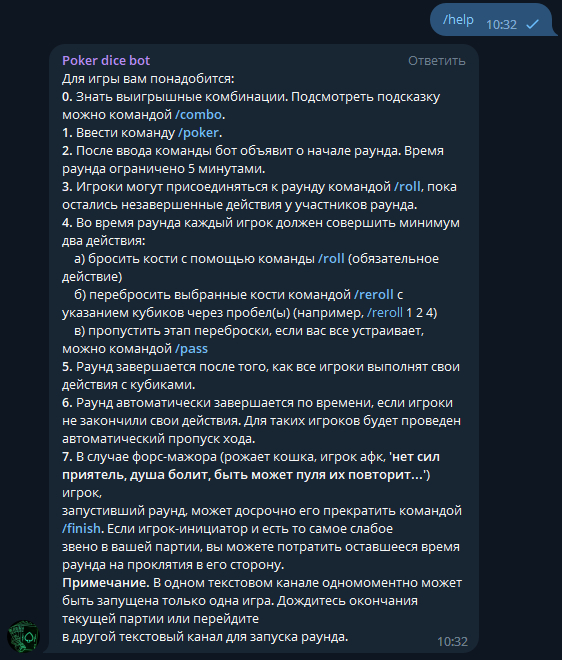 /help 10:32
Poker dice bot Ответить
Для игры вам понадобится:
0. Знать выигрышные комбинации. Подсмотреть подсказку
можно командой /combo.
1. Ввести команду /poker.
2. После ввода команды бот объявит о начале раунда. Время
раунда ограничено 5 минутами.
3. Игроки могут присоединяться к раунду командой /roll, пока
остались незавершенные действия у участников раунда.
4. Во время раунда каждый игрок должен совершить минимум
два действия:
а) бросить кости с помощью команды /roll (обязательное
действие)
б) перебросить выбранные кости командой /reroll с
указанием кубиков через пробел(ы) (например, /reroll 1 2 4)
в) пропустить этап переброски, если вас все устраивает,
можно командой /pass
5. Раунд завершается после того, как все игроки выполнят свои
действия с кубиками.
6. Раунд автоматически завершается по времени, если игроки
не закончили свои действия. Для таких игроков будет проведен
автоматический пропуск хода.
7. В случае форс-мажора (рожает кошка, игрок афк, 'нет сил
приятель, душа болит, быть может пуля их повторит...')
игрок,
запустивший раунд, может досрочно его прекратить командой
/finish. Если игрок-инициатор и есть то самое слабое
звено в вашей партии, вы можете потратить оставшееся время
раунда на проклятия в его сторону.
Примечание. В одном текстовом канале одномоментно может
быть запущена только одна игра. Дождитесь окончания
текущей партии или перейдите
в другой текстовый канал для запуска раунда.
10:32